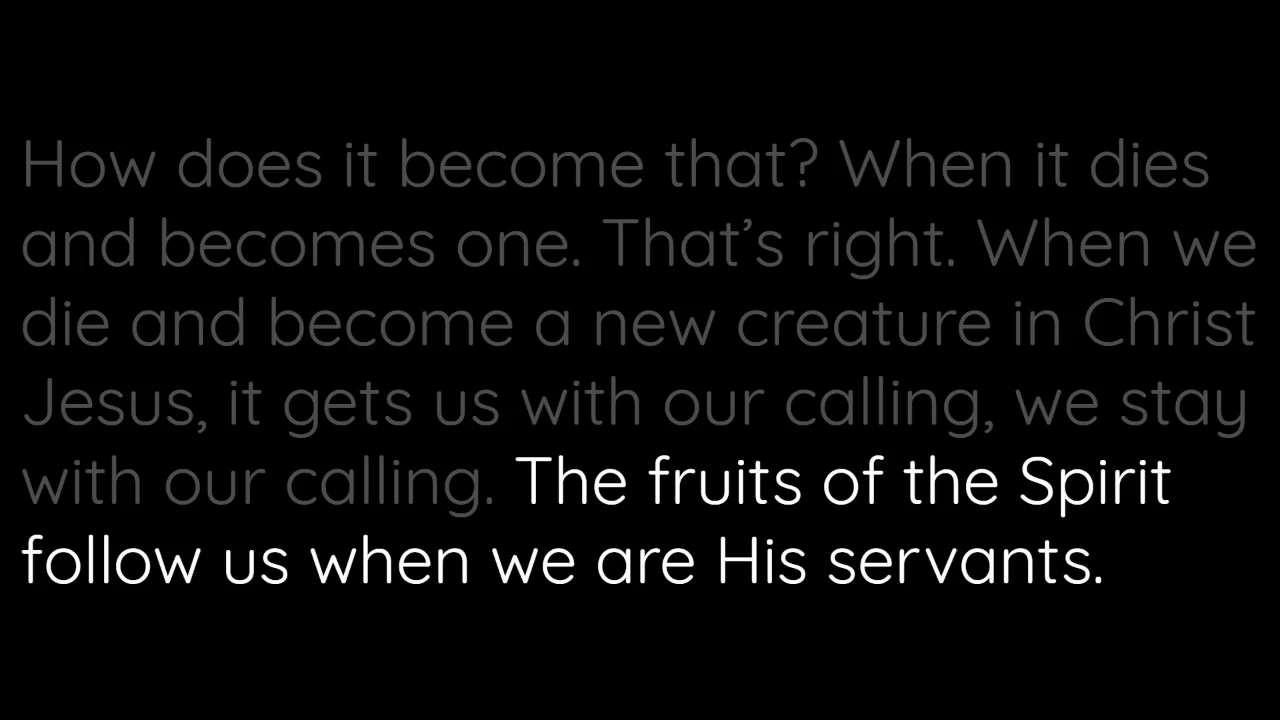 How does it become that? When it dies
and becomes one. That’s right. When we
die and become a new creature in Christ
Jesus, it gets us with our calling, we stay
with our calling. The fruits of the Spirit
follow us when we are His servants.